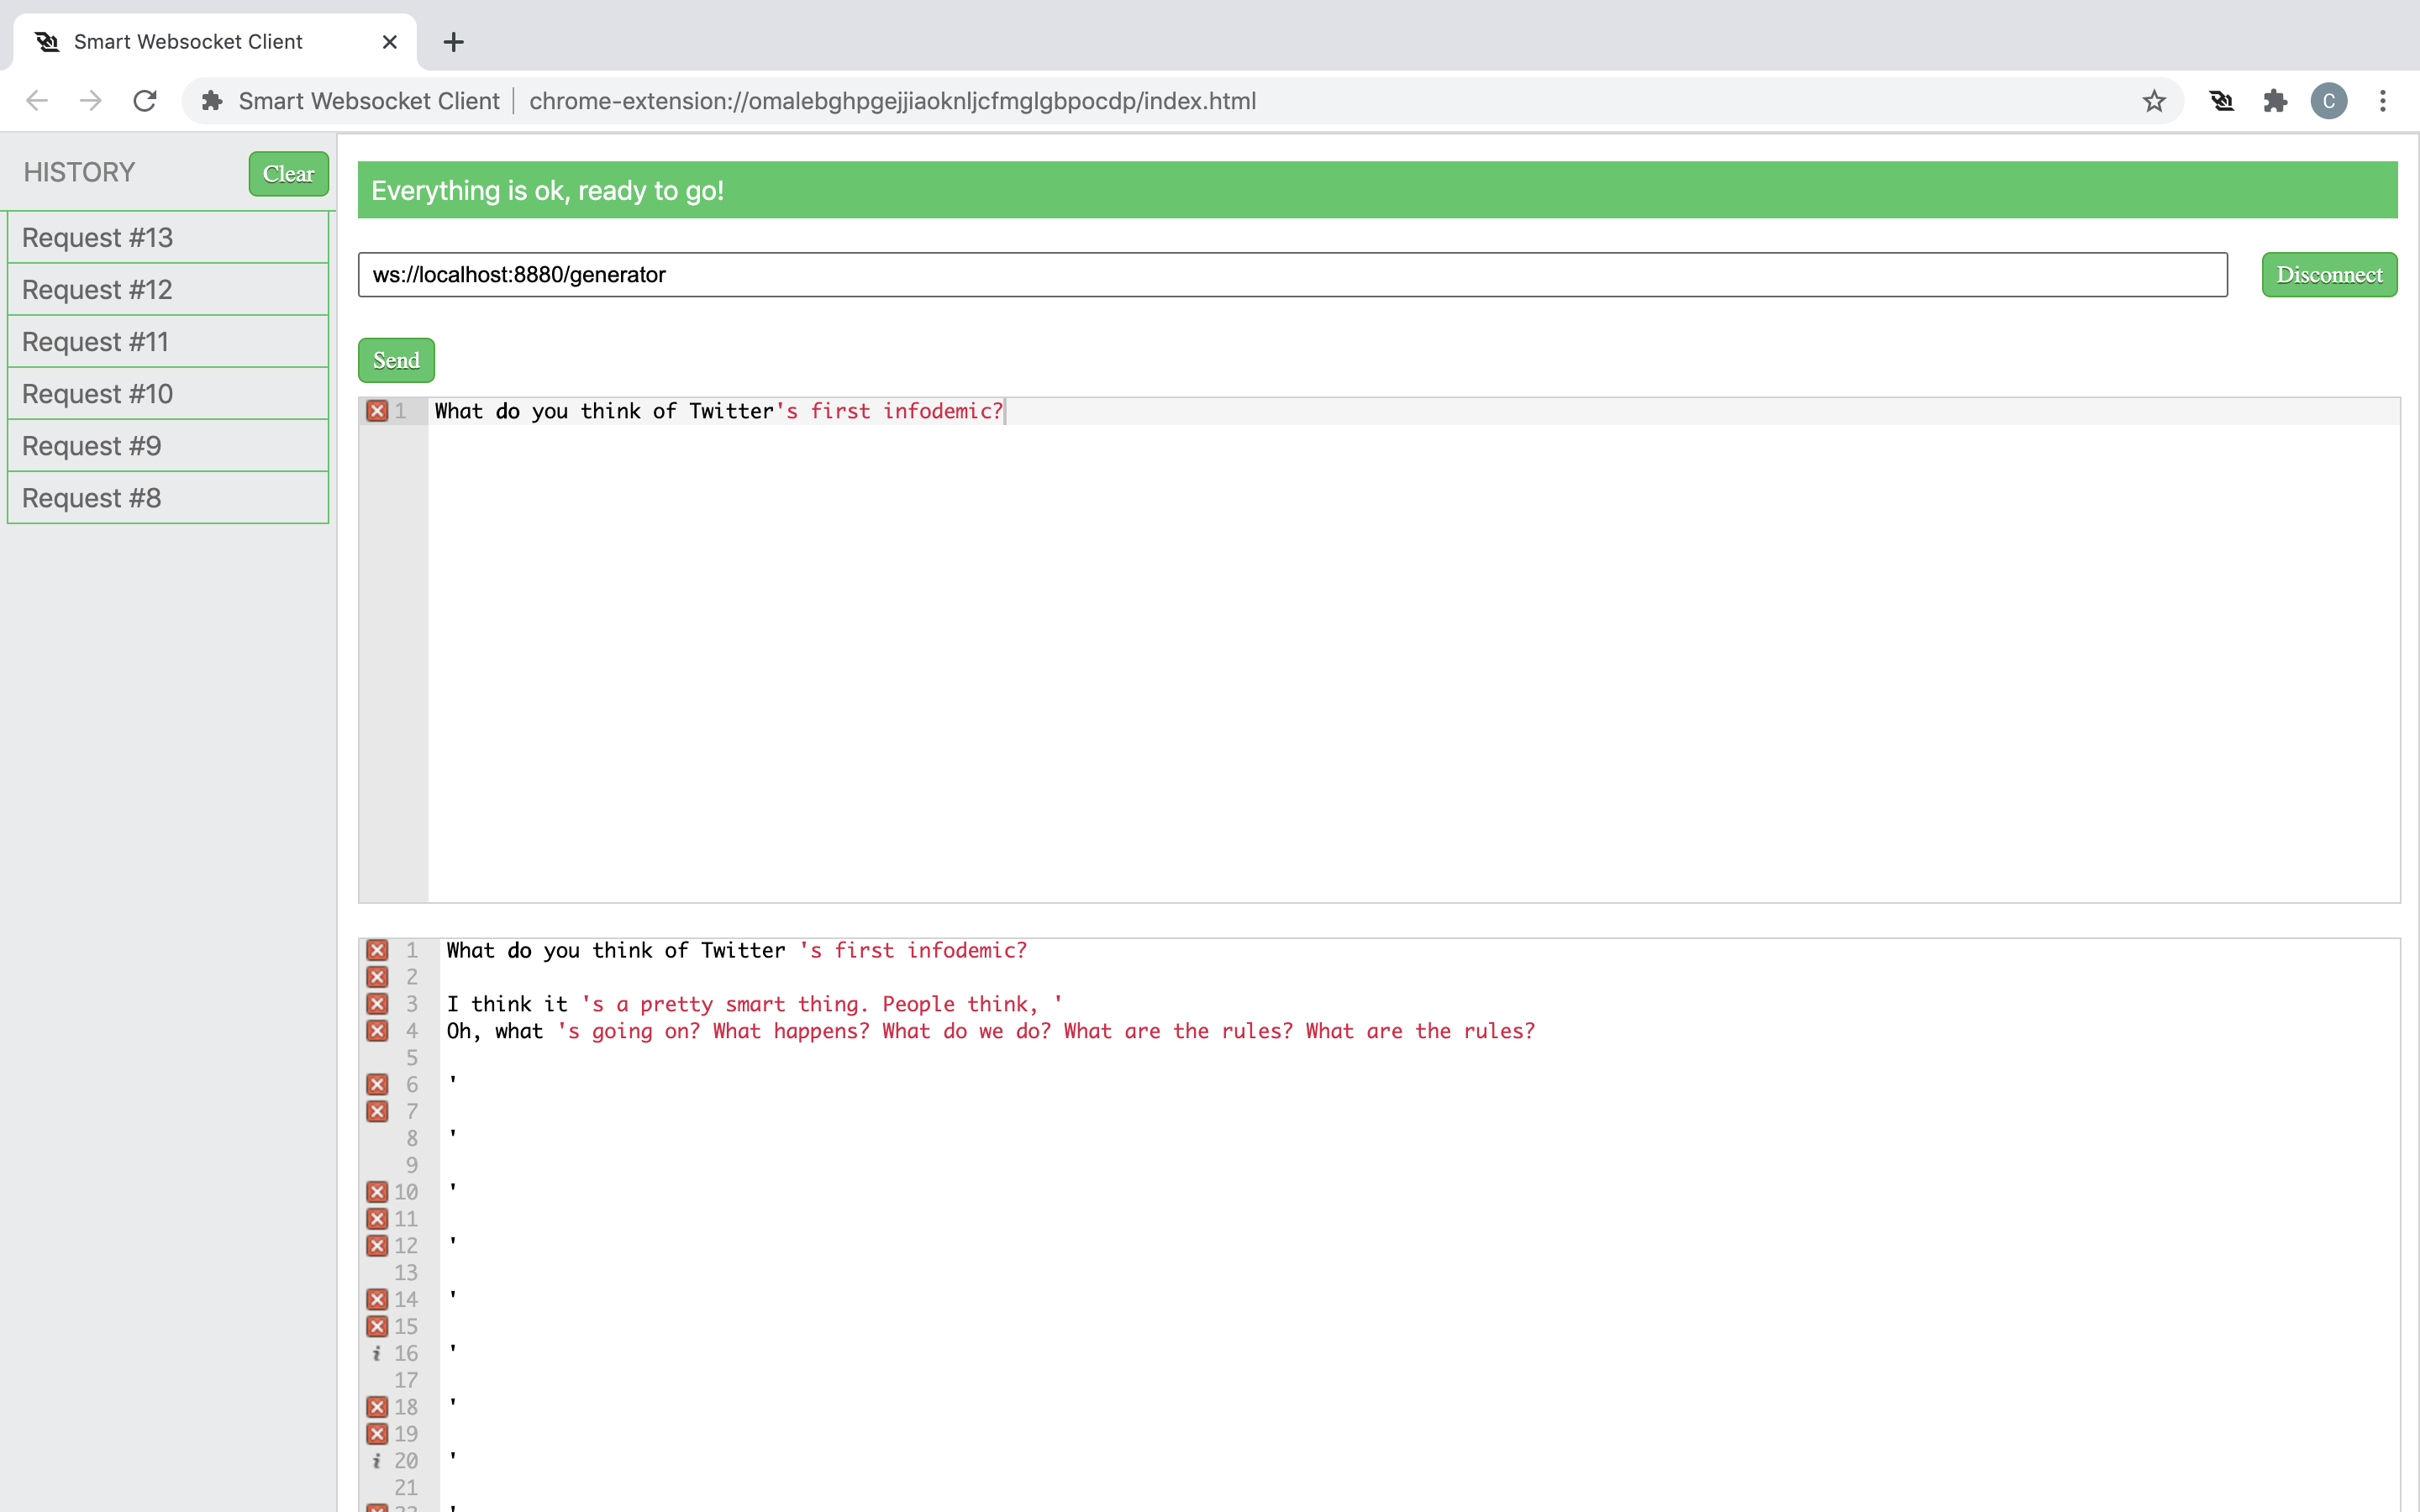 Smart Websocket Client
Smart Websocket Client | chrome-extension://omalebghpgejjiaoknljcfmglgbpocdp/index.html
C
HISTORY
Clear
Request #13
Request #12
Request #11
Request #10
Request #9
Request #8
Everything is ok, ready to go!
ws://localhost:8880/generator
Disconnect
Send
1 What do you think of Twitter's first infodemic?
1 What do you think of Twitter 's first infodemic?
2
3 I think it 's a pretty smart thing. People think, '
4 Oh, what 's going on? What happens? What do we do? What are the rules? What are the rules?
5
6 '
7
8 '
9
10 '
11
12 '
13
14 '
15
16 '
17
18 '
19
20 '
21